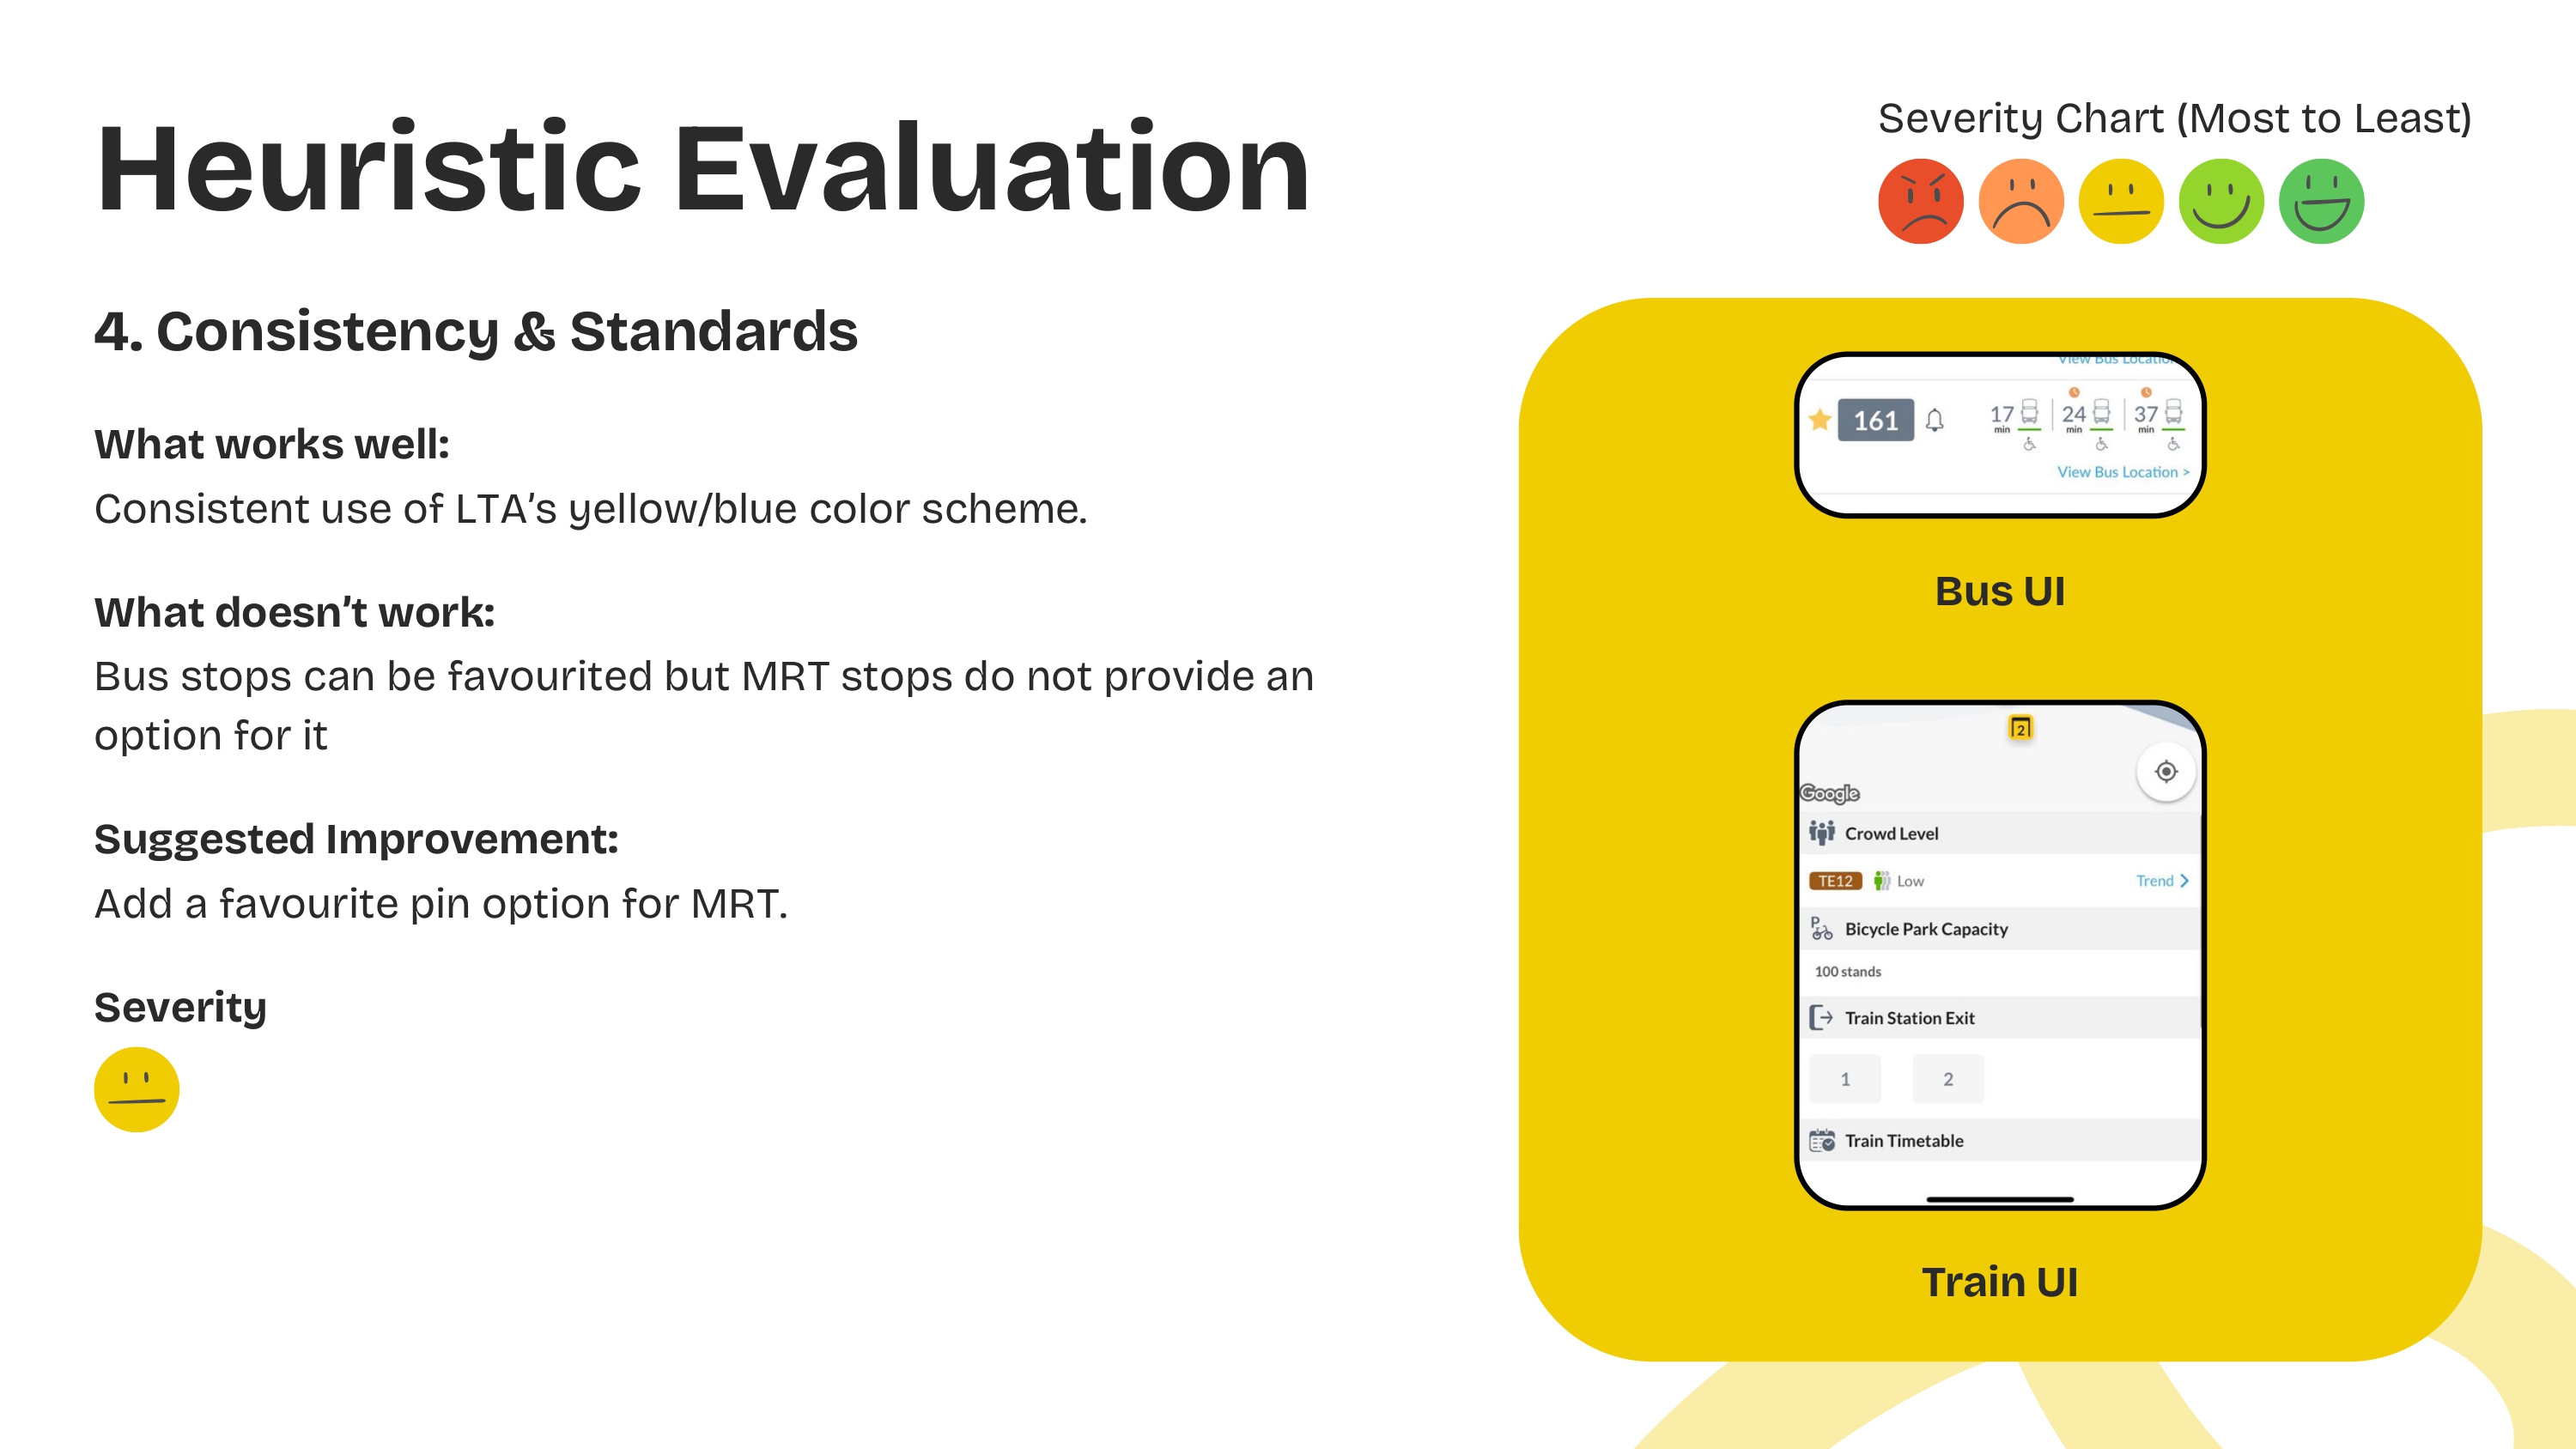 Heuristic Evaluation
Severity Chart (Most to Least)
4. Consistency & Standards
What works well:
Consistent use of LTA's yellow/blue color scheme.
What doesn't work:
Bus stops can be favourited but MRT stops do not provide an
option for it
Suggested Improvement:
Add a favourite pin option for MRT.
Severity
View Bus Location
161
17 min
24 min
37 min
View Bus Location >
Bus UI
2
Google
Crowd Level
TE12 Low Trend >
P
Bicycle Park Capacity
100 stands
Train Station Exit
1 2
Train Timetable
Train UI